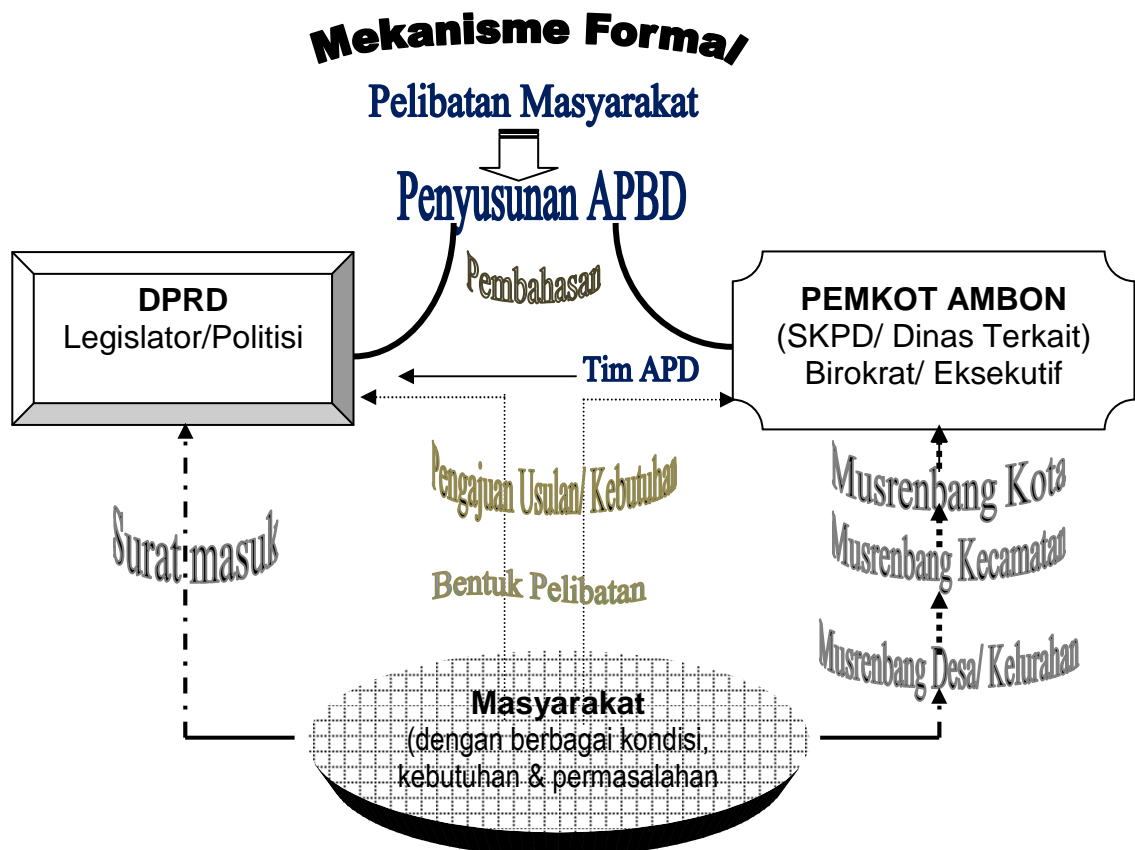 Mekanisme Formal
Pelibatan Masyarakat
Penyusunan APBD
Pembahasan
DPRD
Legislator/Politisi
PEMKOT AMBON
(SKPD/ Dinas Terkait)
Birokrat/ Eksekutif
Tim APD
Pengajuan Usulan/ Kebutuhan
Bentuk Pelibatan
Surat masuk
Musrenbang Kota
Musrenbang Kecamatan
Musrenbang Desa/ Kelurahan
Masyarakat
(dengan berbagai kondisi,
kebutuhan & permasalahan